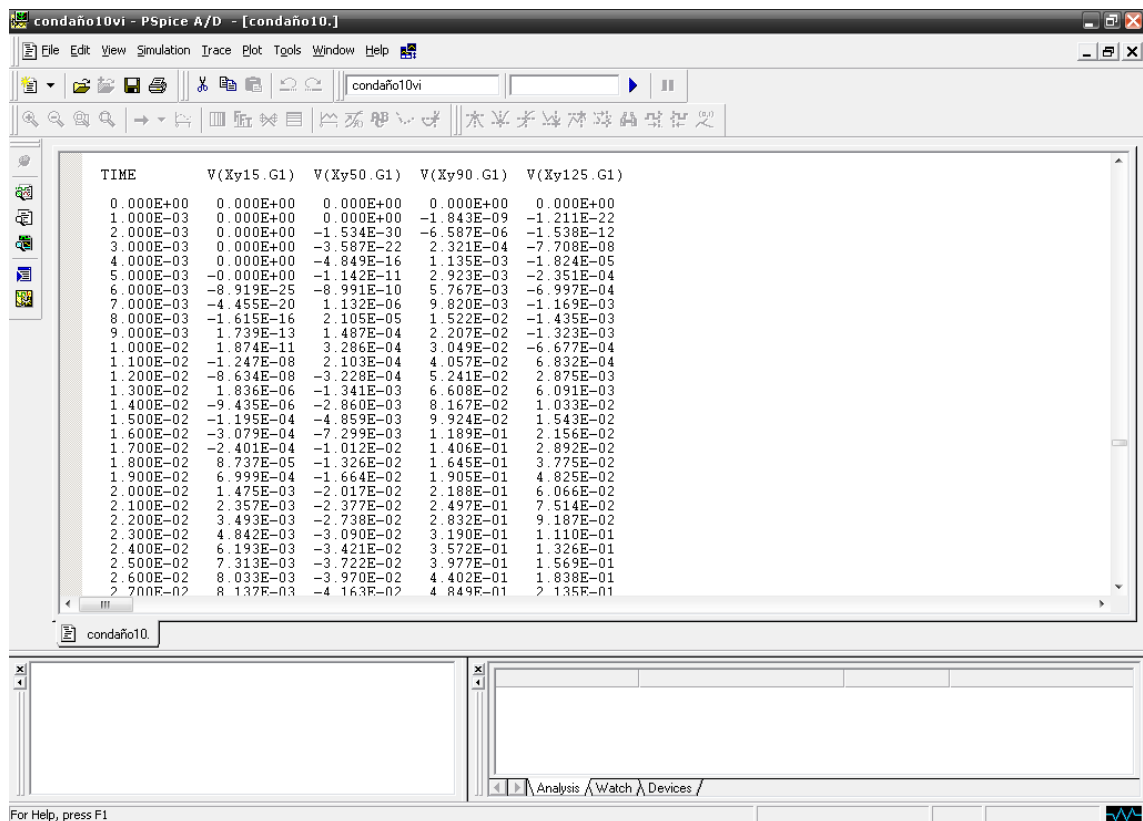 condaño10vi - PSpice A/D - [condaño10.]
File Edit View Simulation Trace Plot Tools Window Help
condaño10vi
TIME V(Xy15.G1) V(Xy50.G1) V(Xy90.G1) V(Xy125.G1)
0.000E+00 0.000E+00 0.000E+00 0.000E+00 0.000E+00
1.000E-03 0.000E+00 0.000E+00 -1.843E-09 -1.211E-22
2.000E-03 0.000E+00 -1.534E-30 -6.587E-06 -1.538E-12
3.000E-03 0.000E+00 -3.587E-22 2.321E-04 -7.708E-08
4.000E-03 0.000E+00 -4.849E-16 1.135E-03 -1.824E-05
5.000E-03 -0.000E+00 -1.142E-11 2.923E-03 -2.351E-04
6.000E-03 -8.919E-25 -8.991E-10 5.767E-03 -6.997E-04
7.000E-03 -4.455E-20 1.132E-06 9.820E-03 -1.169E-03
8.000E-03 -1.615E-16 2.105E-05 1.522E-02 -1.435E-03
9.000E-03 1.739E-13 1.487E-04 2.207E-02 -1.323E-03
1.000E-02 1.874E-11 3.286E-04 3.049E-02 -6.677E-04
1.100E-02 -1.247E-08 2.103E-04 4.057E-02 6.832E-04
1.200E-02 -8.634E-08 -3.228E-04 5.241E-02 2.875E-03
1.300E-02 1.836E-06 -1.341E-03 6.608E-02 6.091E-03
1.400E-02 -9.435E-06 -2.860E-03 8.167E-02 1.033E-02
1.500E-02 -1.195E-04 -4.859E-03 9.924E-02 1.543E-02
1.600E-02 -3.079E-04 -7.299E-03 1.189E-01 2.156E-02
1.700E-02 -2.401E-04 -1.012E-02 1.406E-01 2.892E-02
1.800E-02 8.737E-05 -1.326E-02 1.645E-01 3.775E-02
1.900E-02 6.999E-04 -1.664E-02 1.905E-01 4.825E-02
2.000E-02 1.475E-03 -2.017E-02 2.188E-01 6.066E-02
2.100E-02 2.357E-03 -2.377E-02 2.497E-01 7.514E-02
2.200E-02 3.493E-03 -2.738E-02 2.832E-01 9.187E-02
2.300E-02 4.842E-03 -3.090E-02 3.190E-01 1.110E-01
2.400E-02 6.193E-03 -3.421E-02 3.572E-01 1.326E-01
2.500E-02 7.313E-03 -3.722E-02 3.977E-01 1.569E-01
2.600E-02 8.033E-03 -3.970E-02 4.402E-01 1.838E-01
2.700E-02 8.137E-03 -4.163E-02 4.849E-01 2.135E-01
condaño10.
Analysis Watch Devices
For Help, press F1